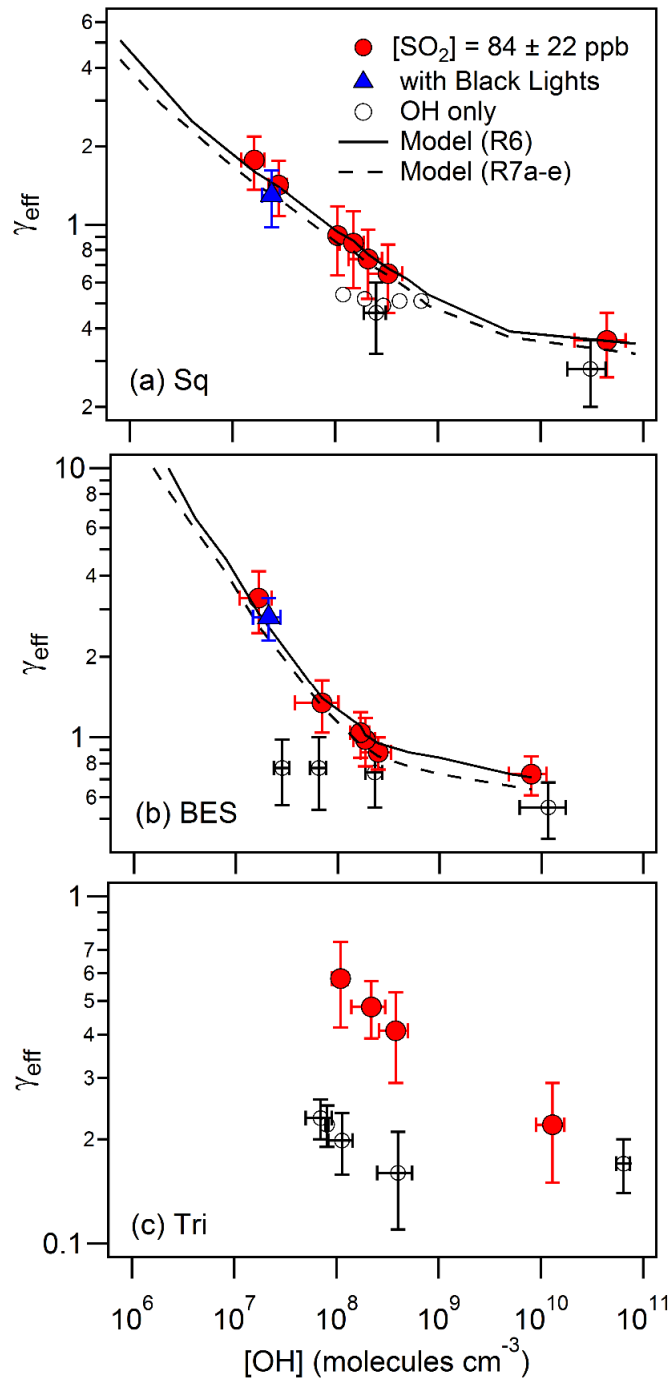 6
4
2
1
8
6
4
2
γeff
[SO2] = 84 ± 22 ppb
with Black Lights
OH only
Model (R6)
Model (R7a-e)
(a) Sq
10
8
6
4
2
1
8
6
γeff
(b) BES
1
7
6
5
4
3
2
0.1
γeff
(c) Tri
10^6 10^7 10^8 10^9 10^10 10^11
[OH] (molecules cm^-3)